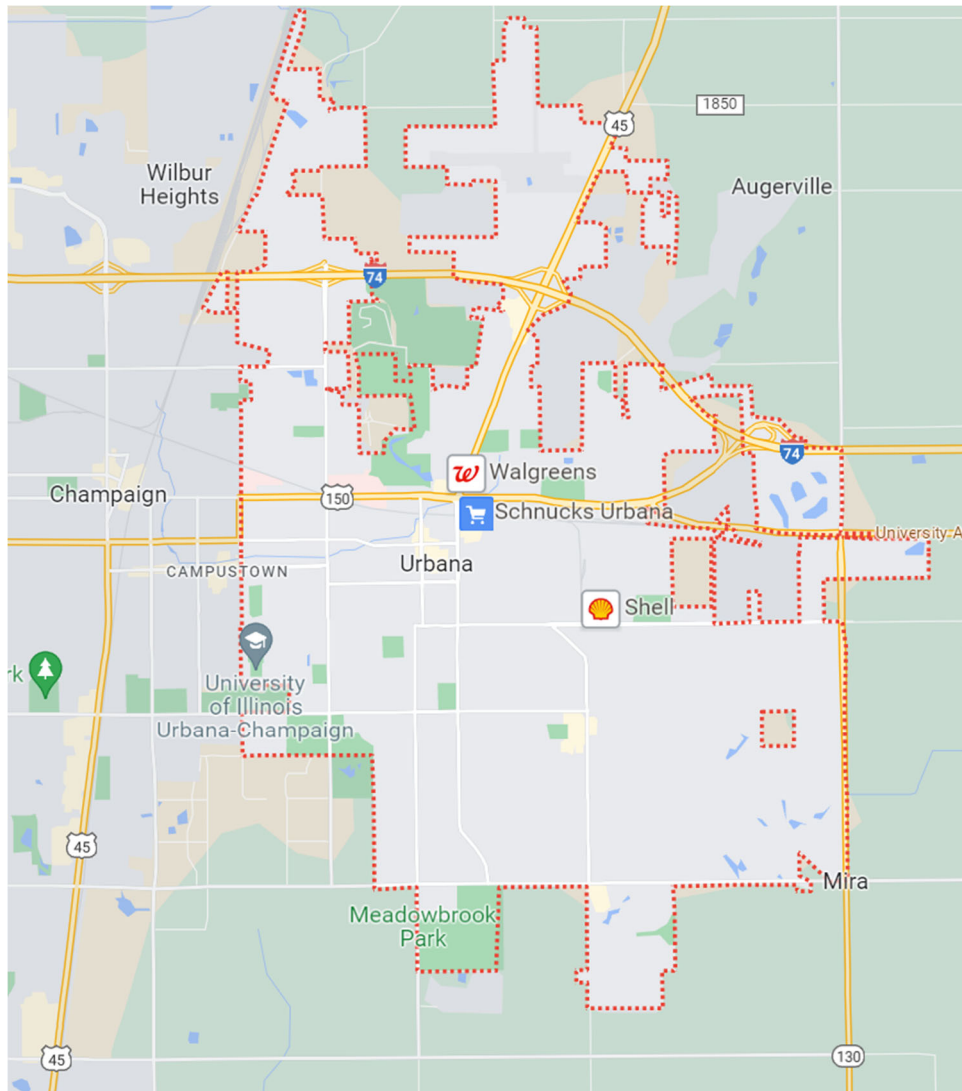 45
1850
Wilbur
Heights
Augerville
74
Walgreens
74
Champaign
150
Schnucks Urbana
University A
Urbana
CAMPUSTOWN
Shell
rk
University
of Illinois
Urbana-Champaign
45
Mira
Meadowbrook
Park
45
130